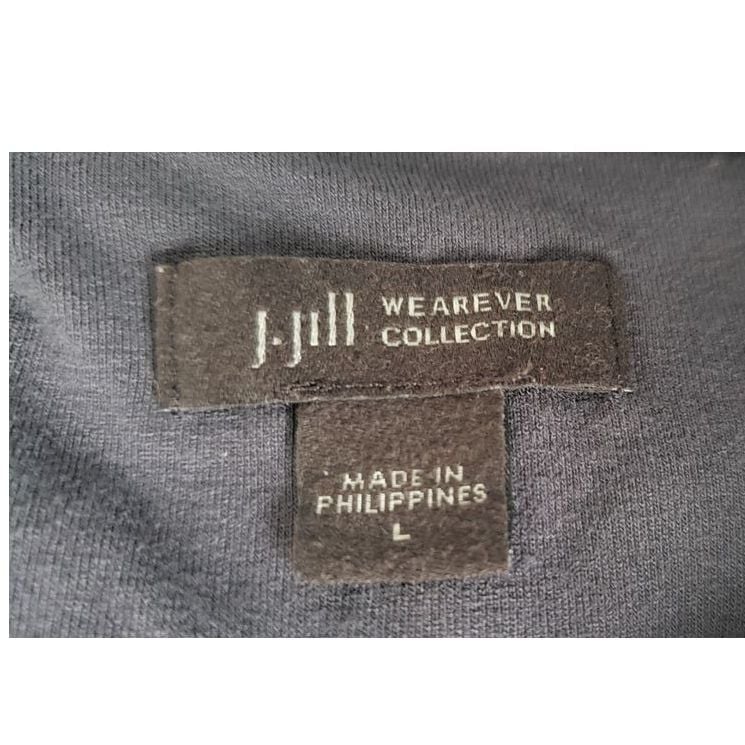 J.Jill
WEAREVER
COLLECTION
MADE IN
PHILIPPINES
L